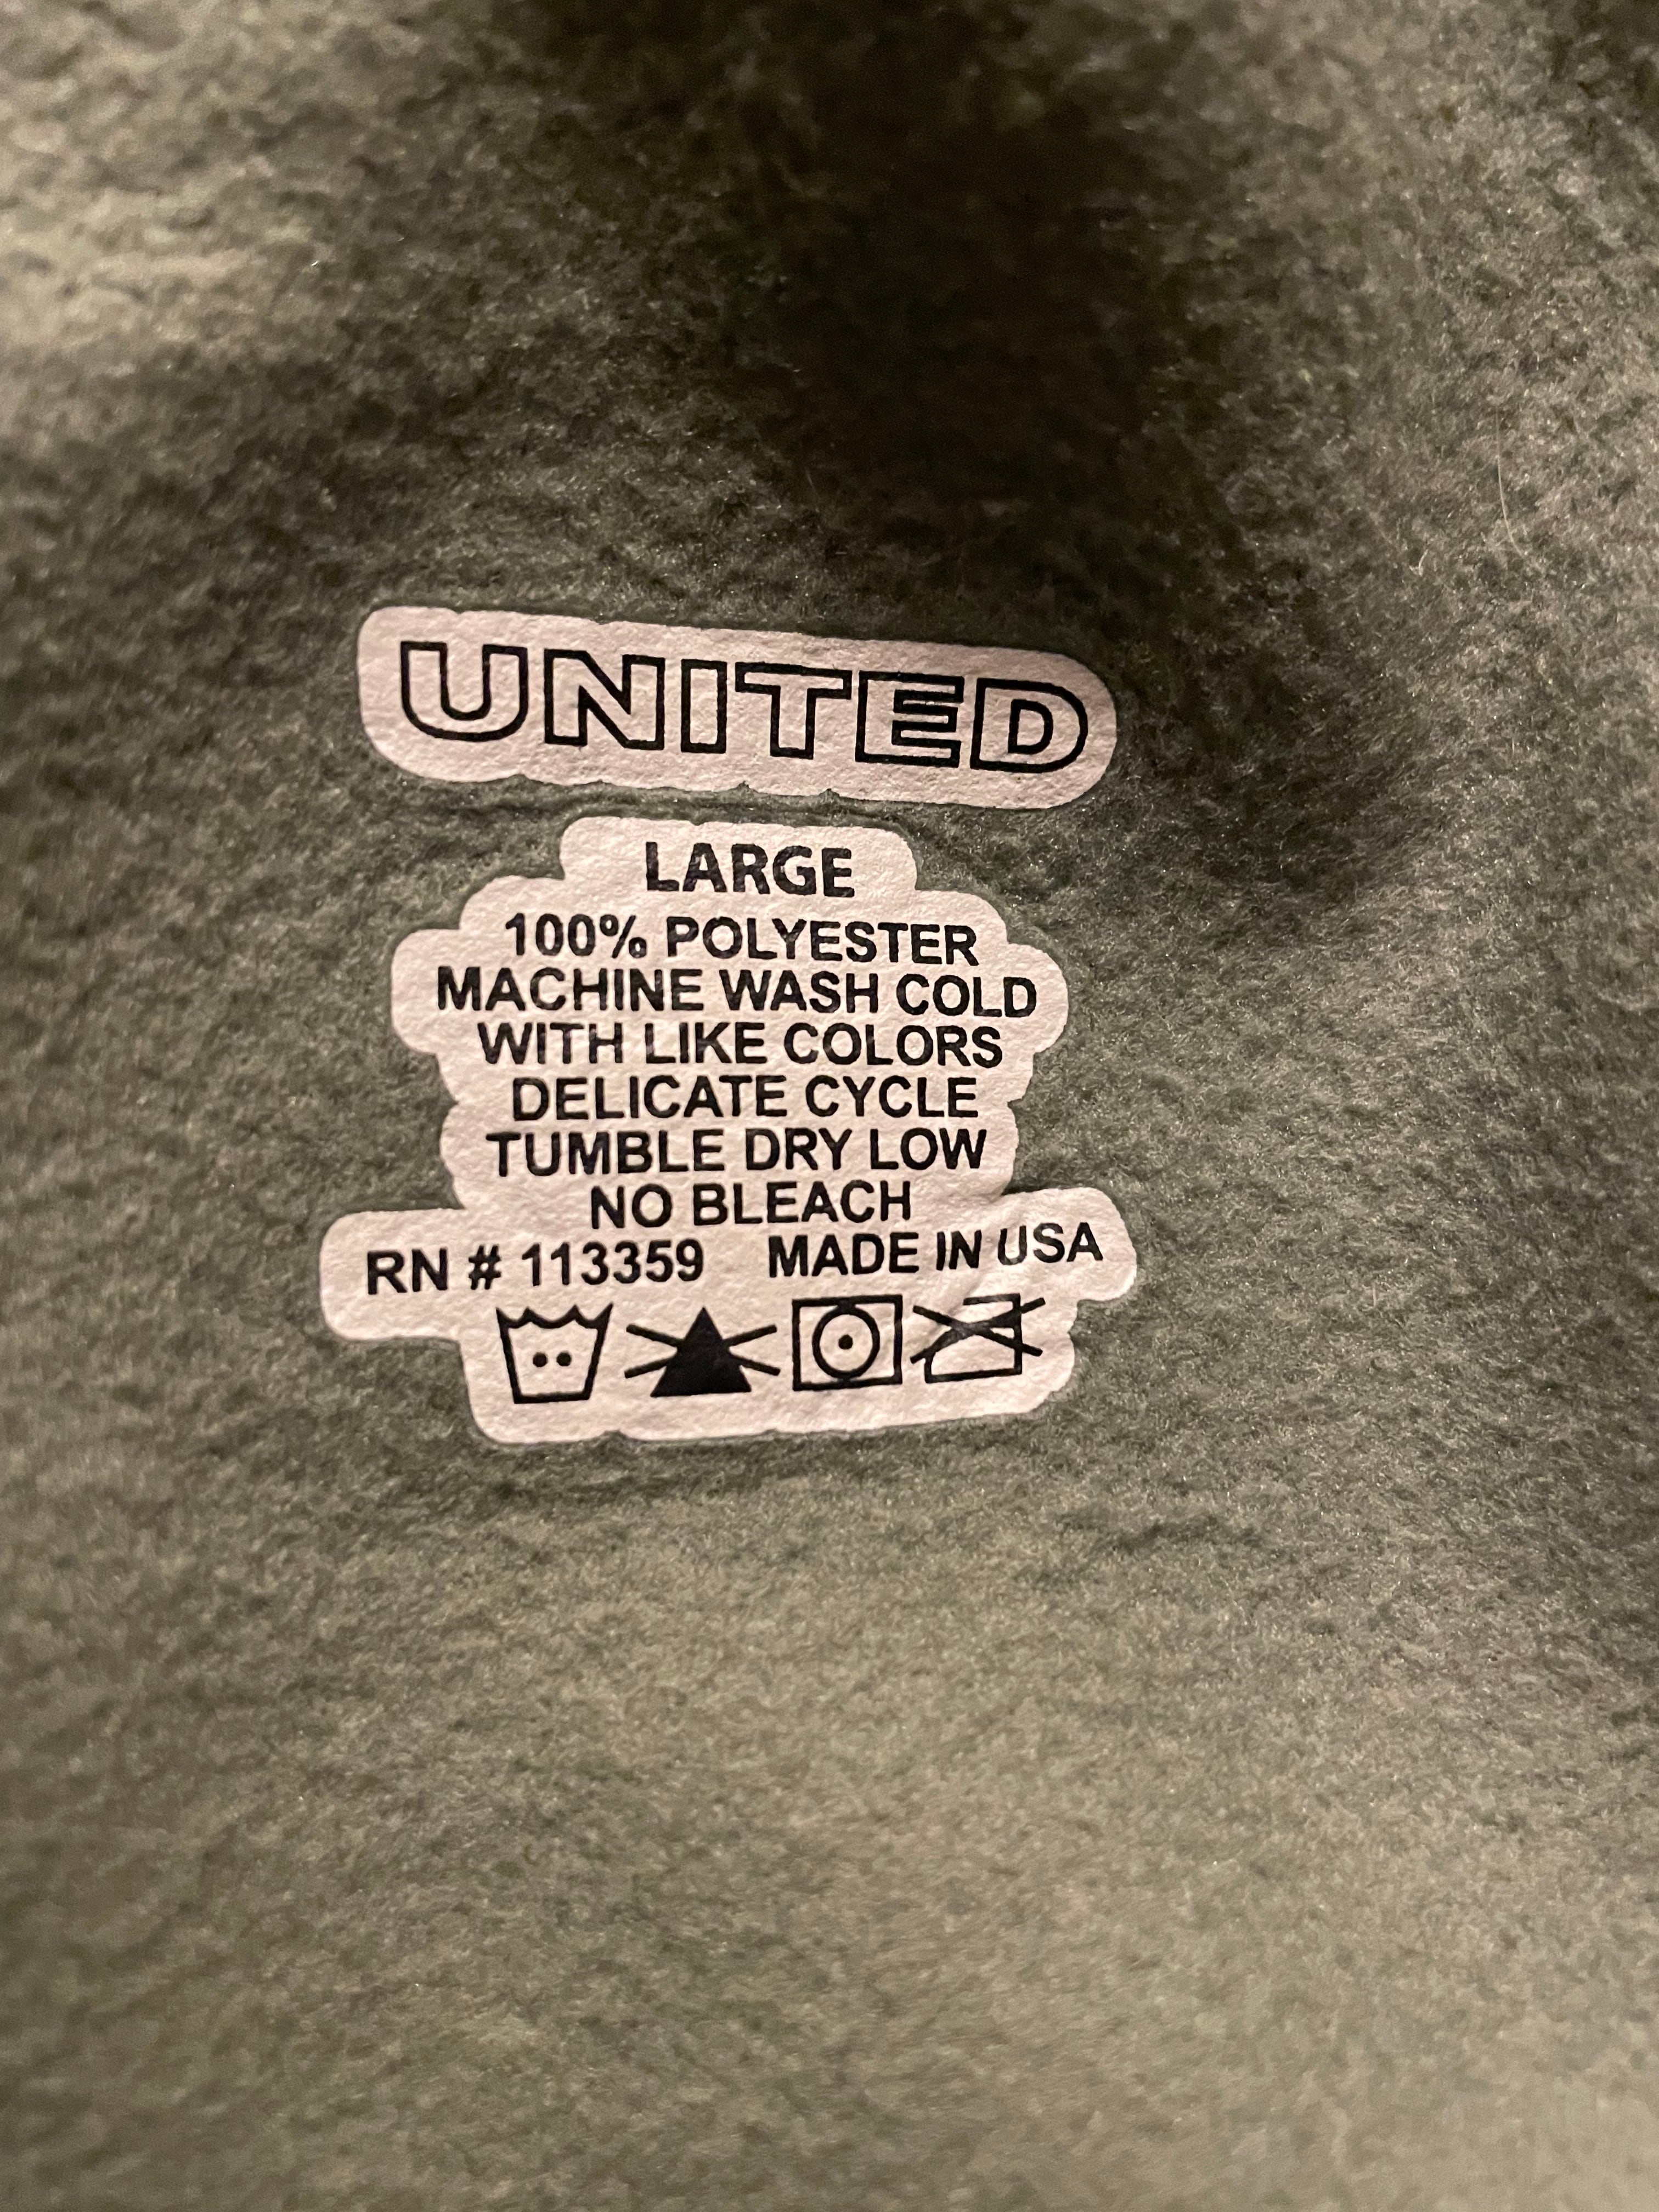 UNITED
LARGE
100% POLYESTER
MACHINE WASH COLD
WITH LIKE COLORS
DELICATE CYCLE
TUMBLE DRY LOW
NO BLEACH
RN # 113359 MADE IN USA